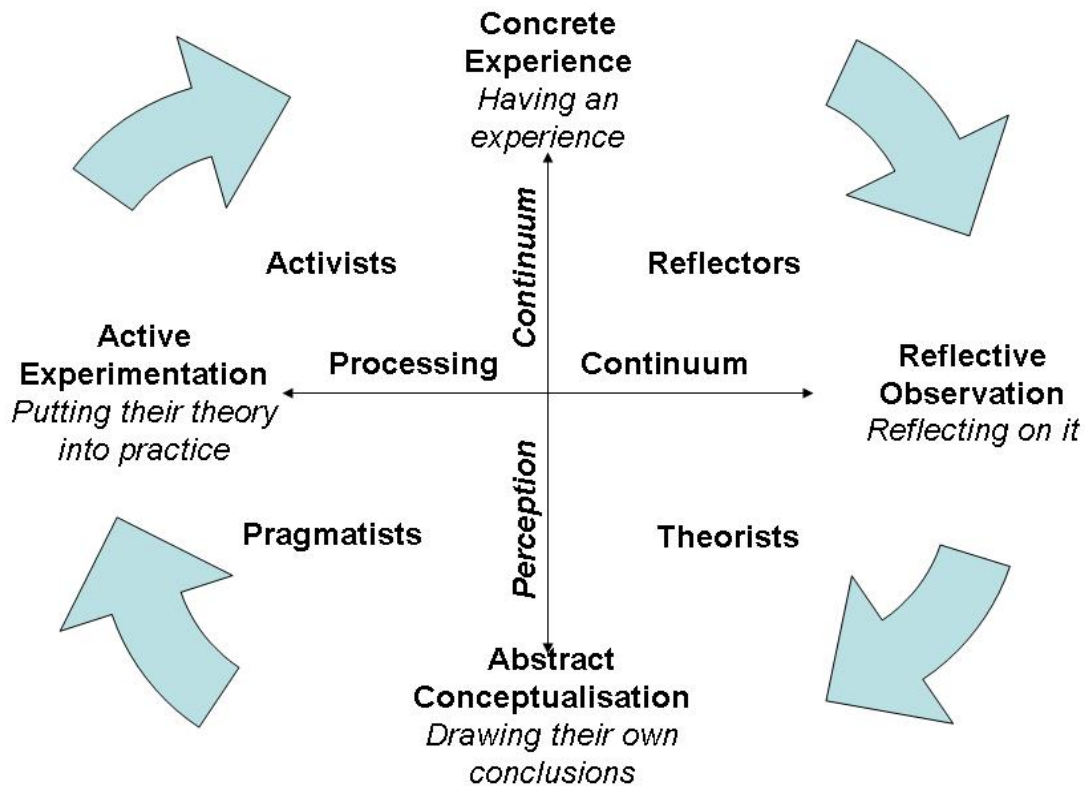 Concrete
Experience
Having an
experience
Continuum
Activists
Reflectors
Active
Experimentation
Putting their theory
into practice
Processing
Continuum
Reflective
Observation
Reflecting on it
Perception
Pragmatists
Theorists
Abstract
Conceptualisation
Drawing their own
conclusions